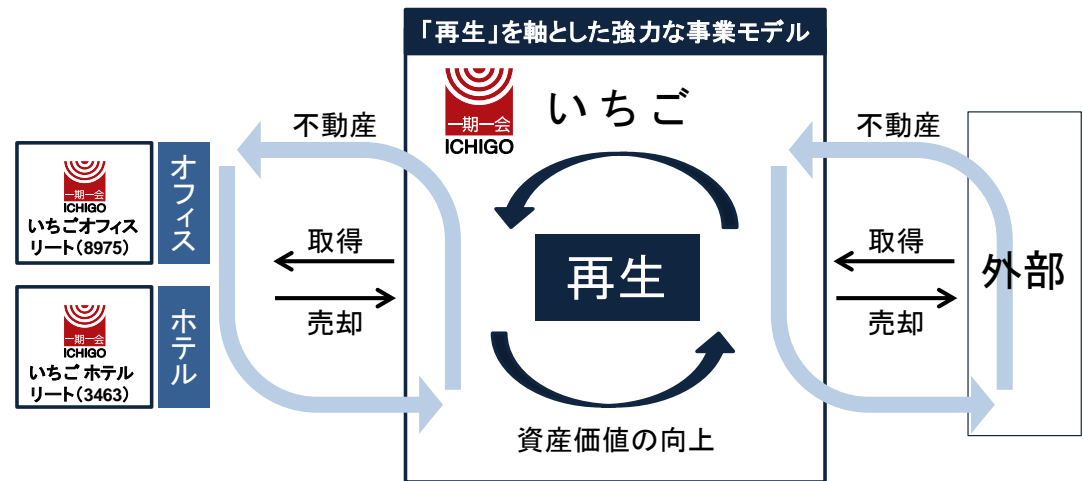 「再生」を軸とした強力な事業モデル
一期一会
ICHIGO
いちご
不動産
不動産
一期一会
ICHIGO
いちごオフィス
リート(8975)
オフィス
取得
売却
再生
取得
売却
外部
一期一会
ICHIGO
いちご ホテル
リート(3463)
ホテル
資産価値の向上